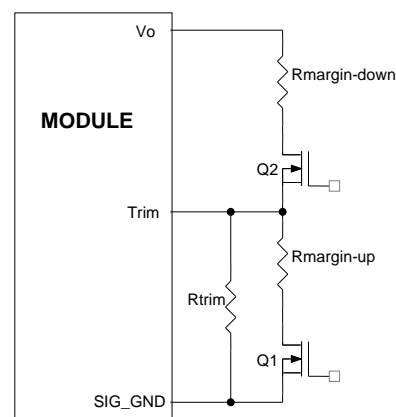 Vo
Rmargin-down
MODULE
Q2
Trim
Rmargin-up
Rtrim
Q1
SIG_GND